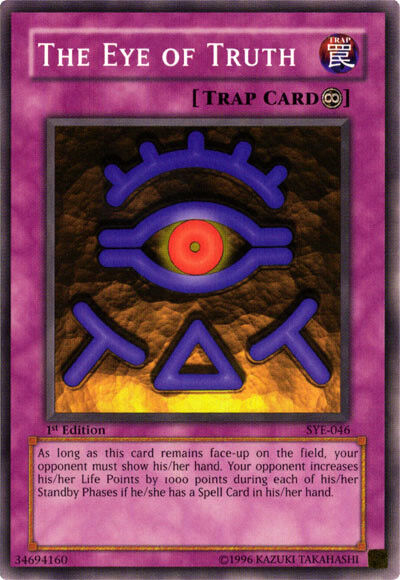 THE EYE OF TRUTH
TRAP
罠
[TRAP CARD∞]
1st Edition
SYE-046
As long as this card remains face-up on the field, your
opponent must show his/her hand. Your opponent increases
his/her Life Points by 1000 points during each of his/her
Standby Phases if he/she has a Spell Card in his/her hand.
34694160
©1996 KAZUKI TAKAHASHI